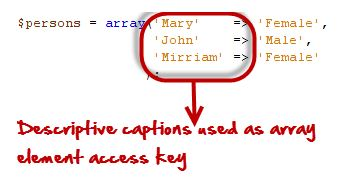 $persons = array('Mary' => 'Female',
'John' => 'Male',
'Mirriam' => 'Female'
);
Descriptive captions used as array
element access key